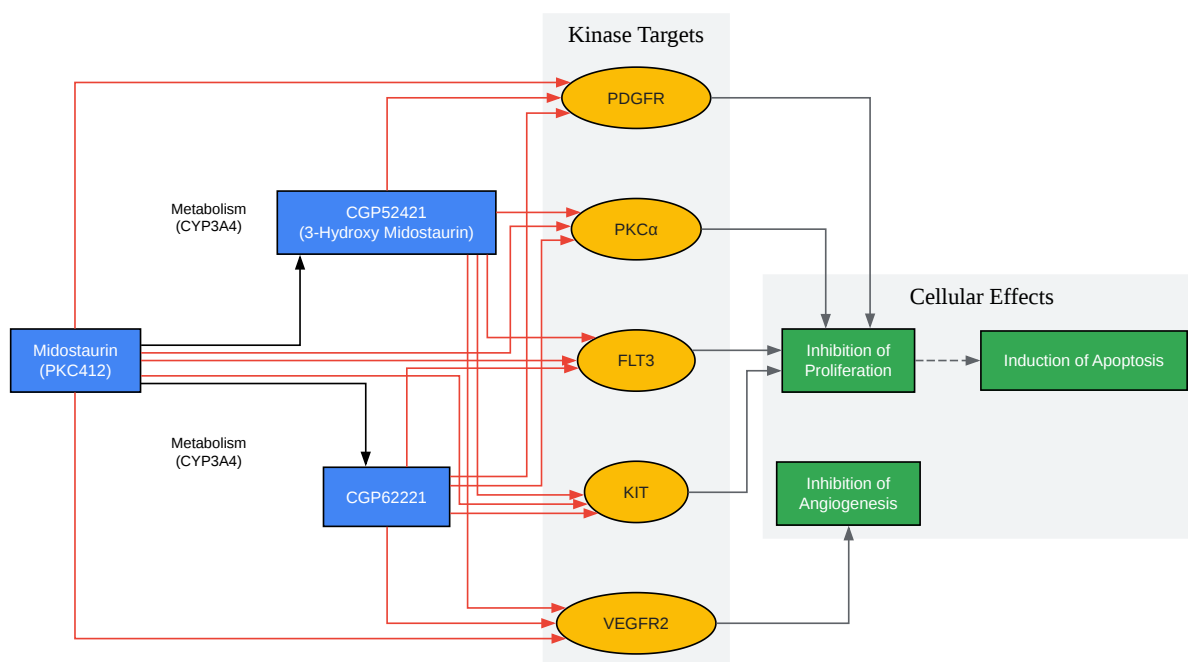 Kinase Targets
PDGFR
Metabolism
(CYP3A4)
CGP52421
(3-Hydroxy Midostaurin)
PKCα
Cellular Effects
Midostaurin
(PKC412)
FLT3
Inhibition of
Proliferation
Induction of Apoptosis
Metabolism
(CYP3A4)
CGP62221
KIT
Inhibition of
Angiogenesis
VEGFR2